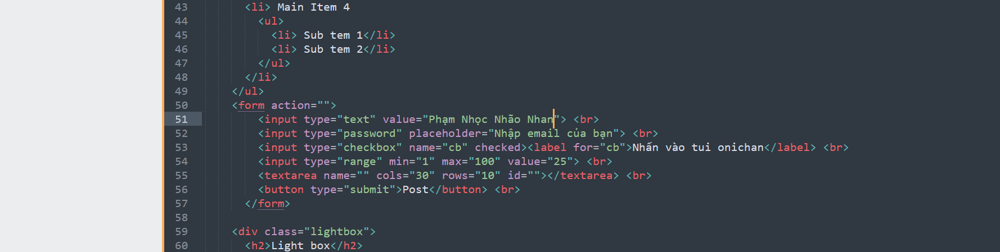 43 <li> Main Item 4
44 <ul>
45 <li> Sub tem 1</li>
46 <li> Sub tem 2</li>
47 </ul>
48 </li>
49 </ul>
50 <form action="">
51 <input type="text" value="Phạm Nhọc Nhão Nhan"> <br>
52 <input type="password" placeholder="Nhập email của bạn"> <br>
53 <input type="checkbox" name="cb" checked><label for="cb">Nhấn vào tui onichan</label> <br>
54 <input type="range" min="1" max="100" value="25"> <br>
55 <textarea name="" cols="30" rows="10" id=""></textarea> <br>
56 <button type="submit">Post</button> <br>
57 </form>
58
59 <div class="lightbox">
60 <h2>Light box</h2>